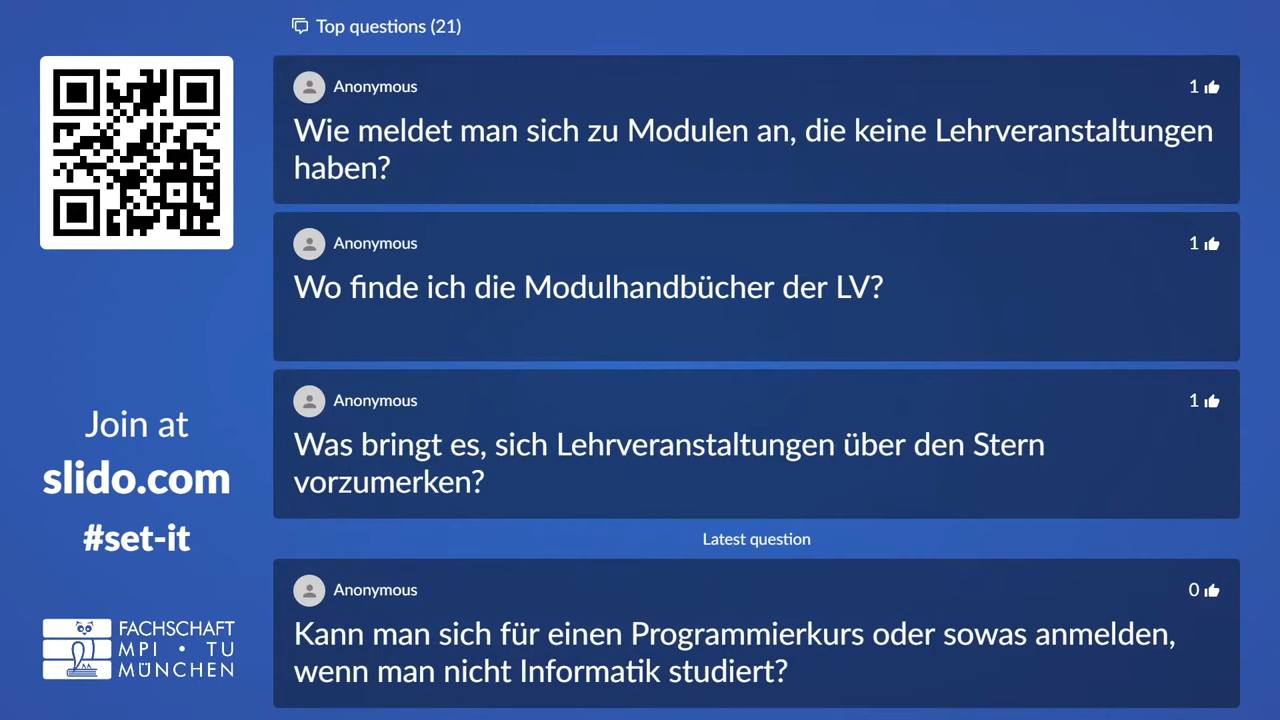 Top questions (21)
Anonymous
1
Wie meldet man sich zu Modulen an, die keine Lehrveranstaltungen
haben?
Anonymous
1
Wo finde ich die Modulhandbücher der LV?
Anonymous
1
Was bringt es, sich Lehrveranstaltungen über den Stern
vorzumerken?
Latest question
Anonymous
0
Kann man sich für einen Programmierkurs oder sowas anmelden,
wenn man nicht Informatik studiert?
Join at
slido.com
#set-it
FACHSCHAFT
MPI • TU
MÜNCHEN